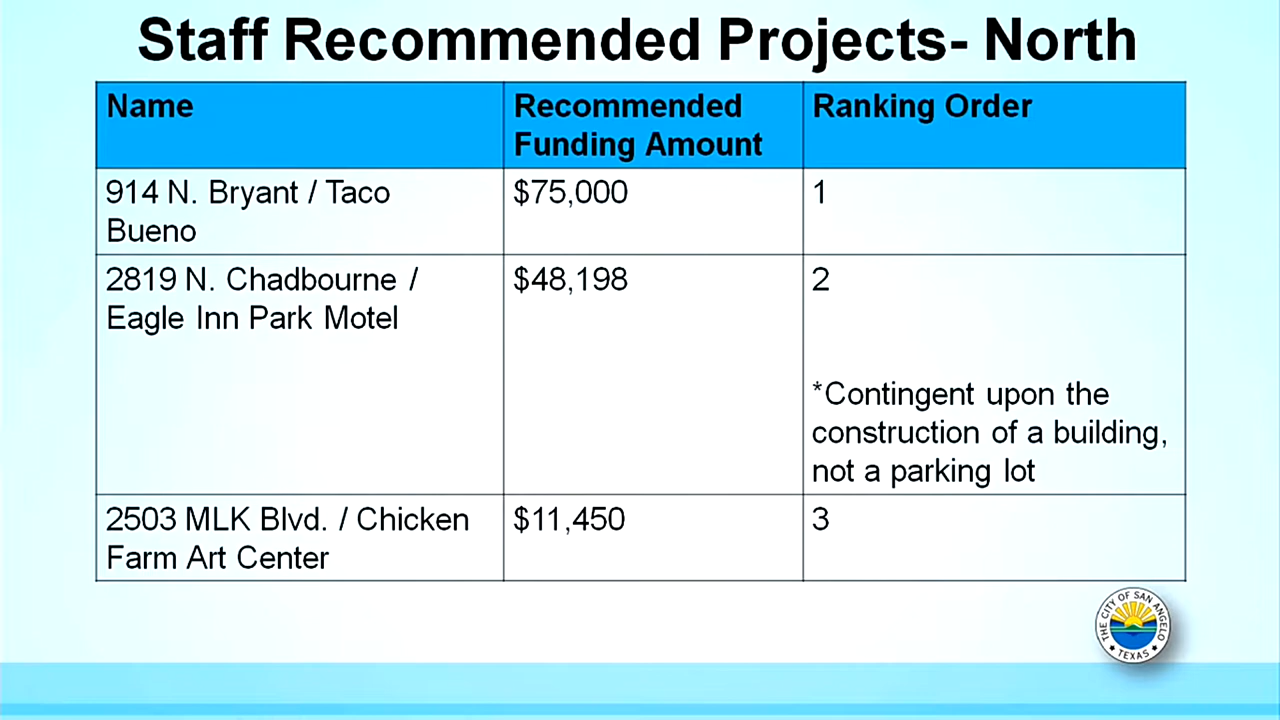 Staff Recommended Projects- North
Name
Recommended
Funding Amount
Ranking Order
914 N. Bryant / Taco
Bueno
$75,000
1
2819 N. Chadbourne /
Eagle Inn Park Motel
$48,198
2
*Contingent upon the
construction of a building,
not a parking lot
2503 MLK Blvd. / Chicken
Farm Art Center
$11,450
3
THE CITY OF SAN ANGELO
TEXAS